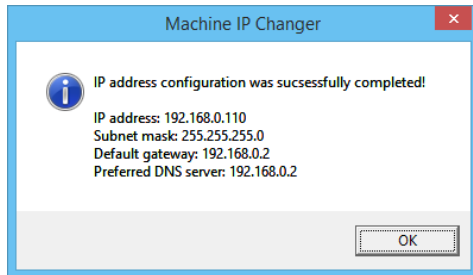 Machine IP Changer
IP address configuration was sucsessfully completed!
IP address: 192.168.0.110
Subnet mask: 255.255.255.0
Default gateway: 192.168.0.2
Preferred DNS server: 192.168.0.2
OK